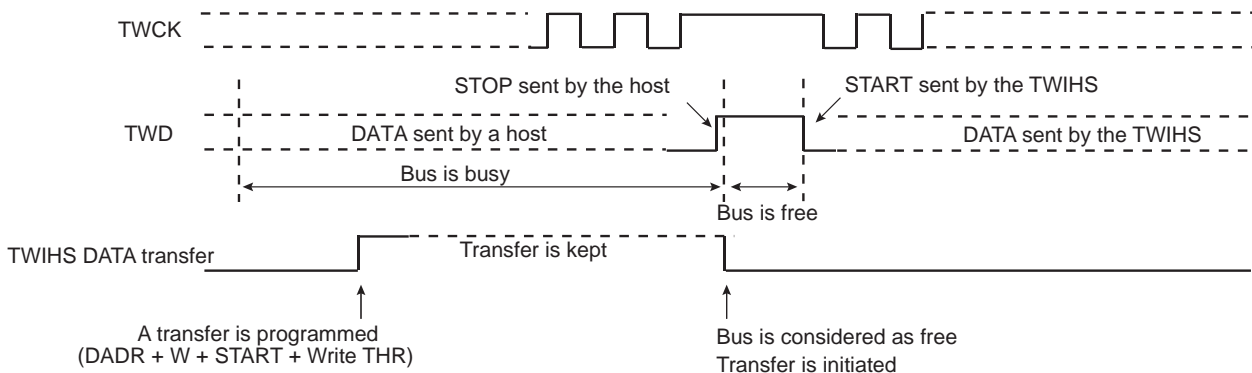 TWCK
STOP sent by the host
START sent by the TWIHS
TWD
DATA sent by a host
DATA sent by the TWIHS
Bus is busy
Bus is free
TWIHS DATA transfer
Transfer is kept
A transfer is programmed
(DADR + W + START + Write THR)
Bus is considered as free
Transfer is initiated